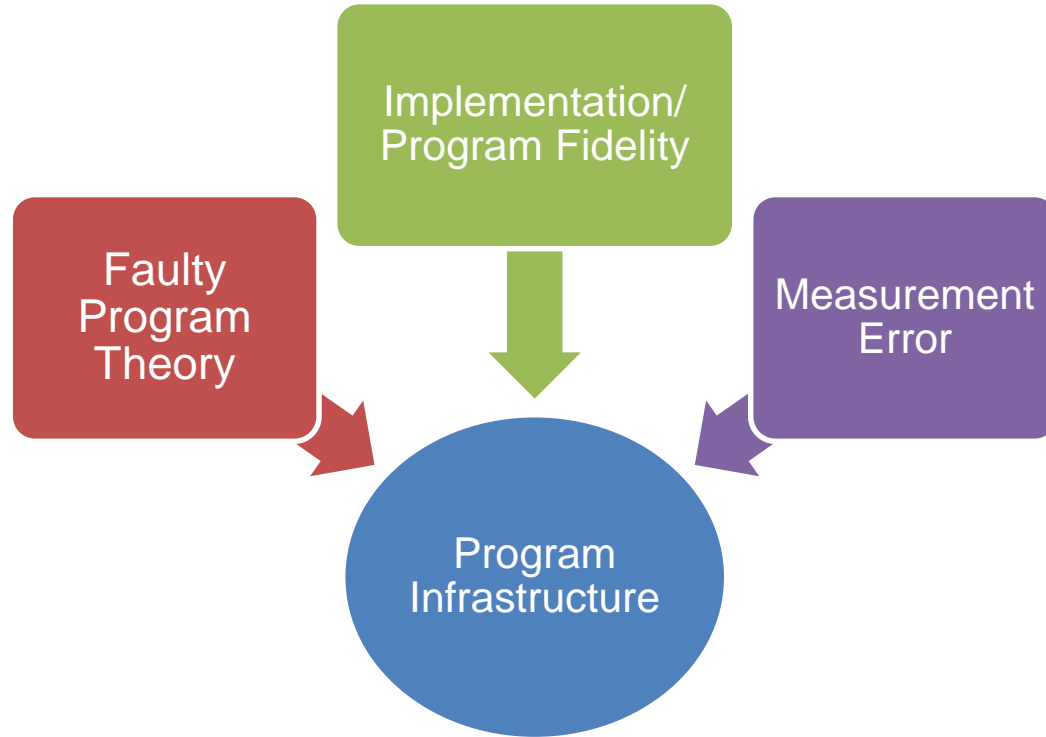 Implementation/
Program Fidelity
Faulty
Program
Theory
Measurement
Error
Program
Infrastructure